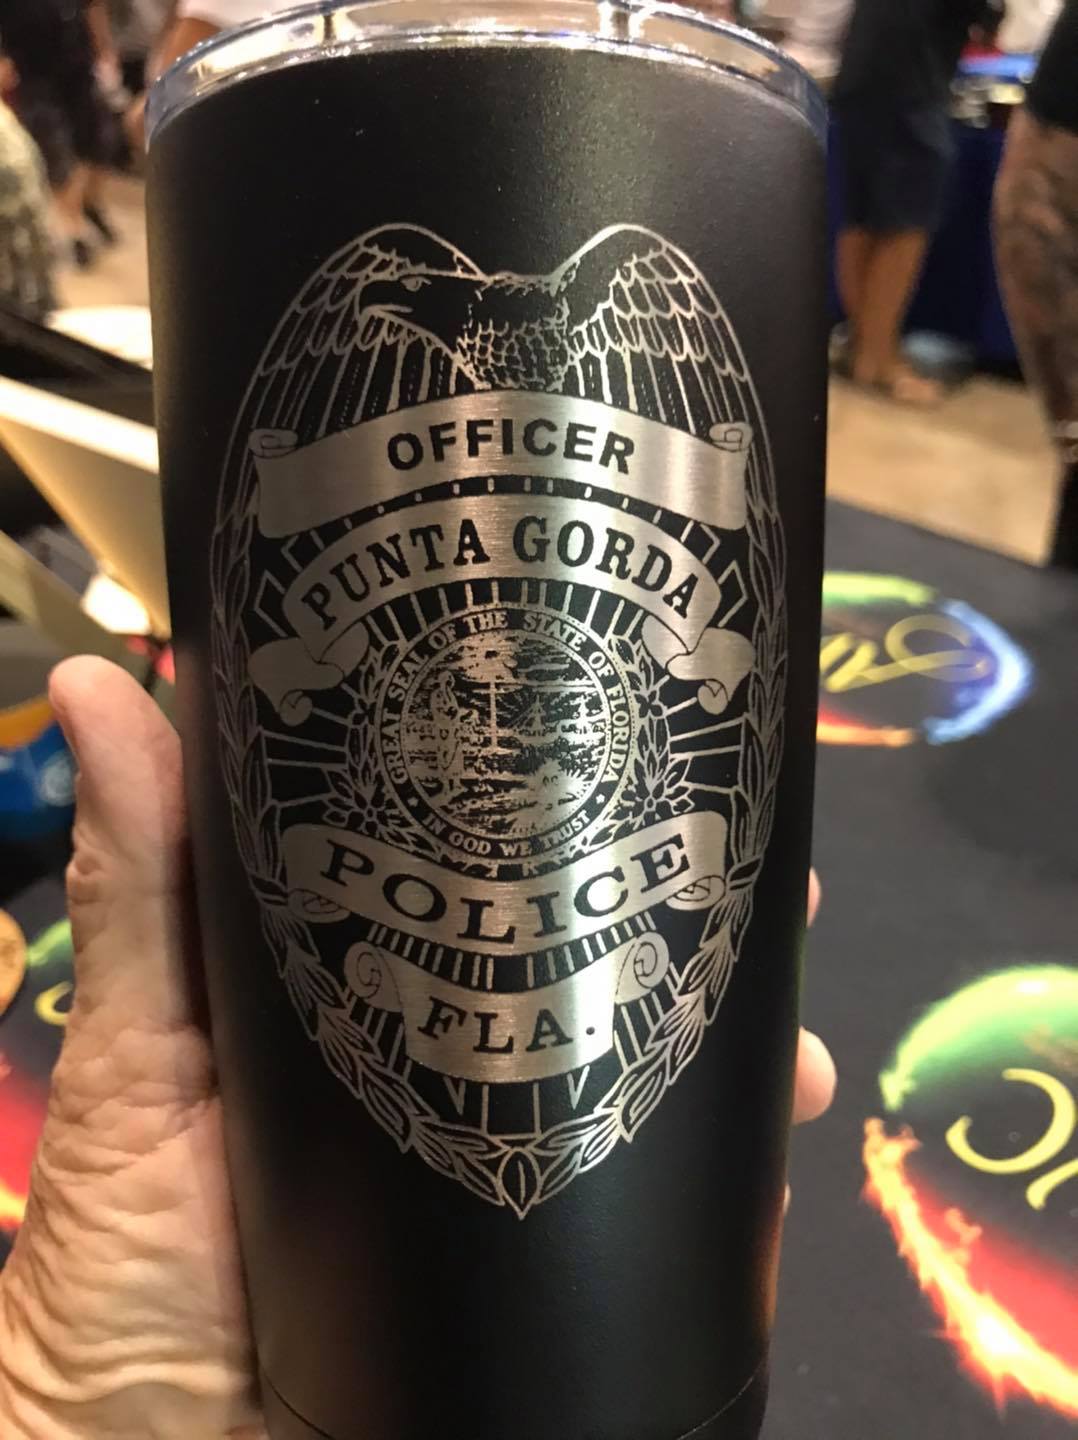 OFFICER
PUNTA GORDA
GREAT SEAL OF THE STATE OF FLORIDA
IN GOD WE TRUST
POLICE
FLA.